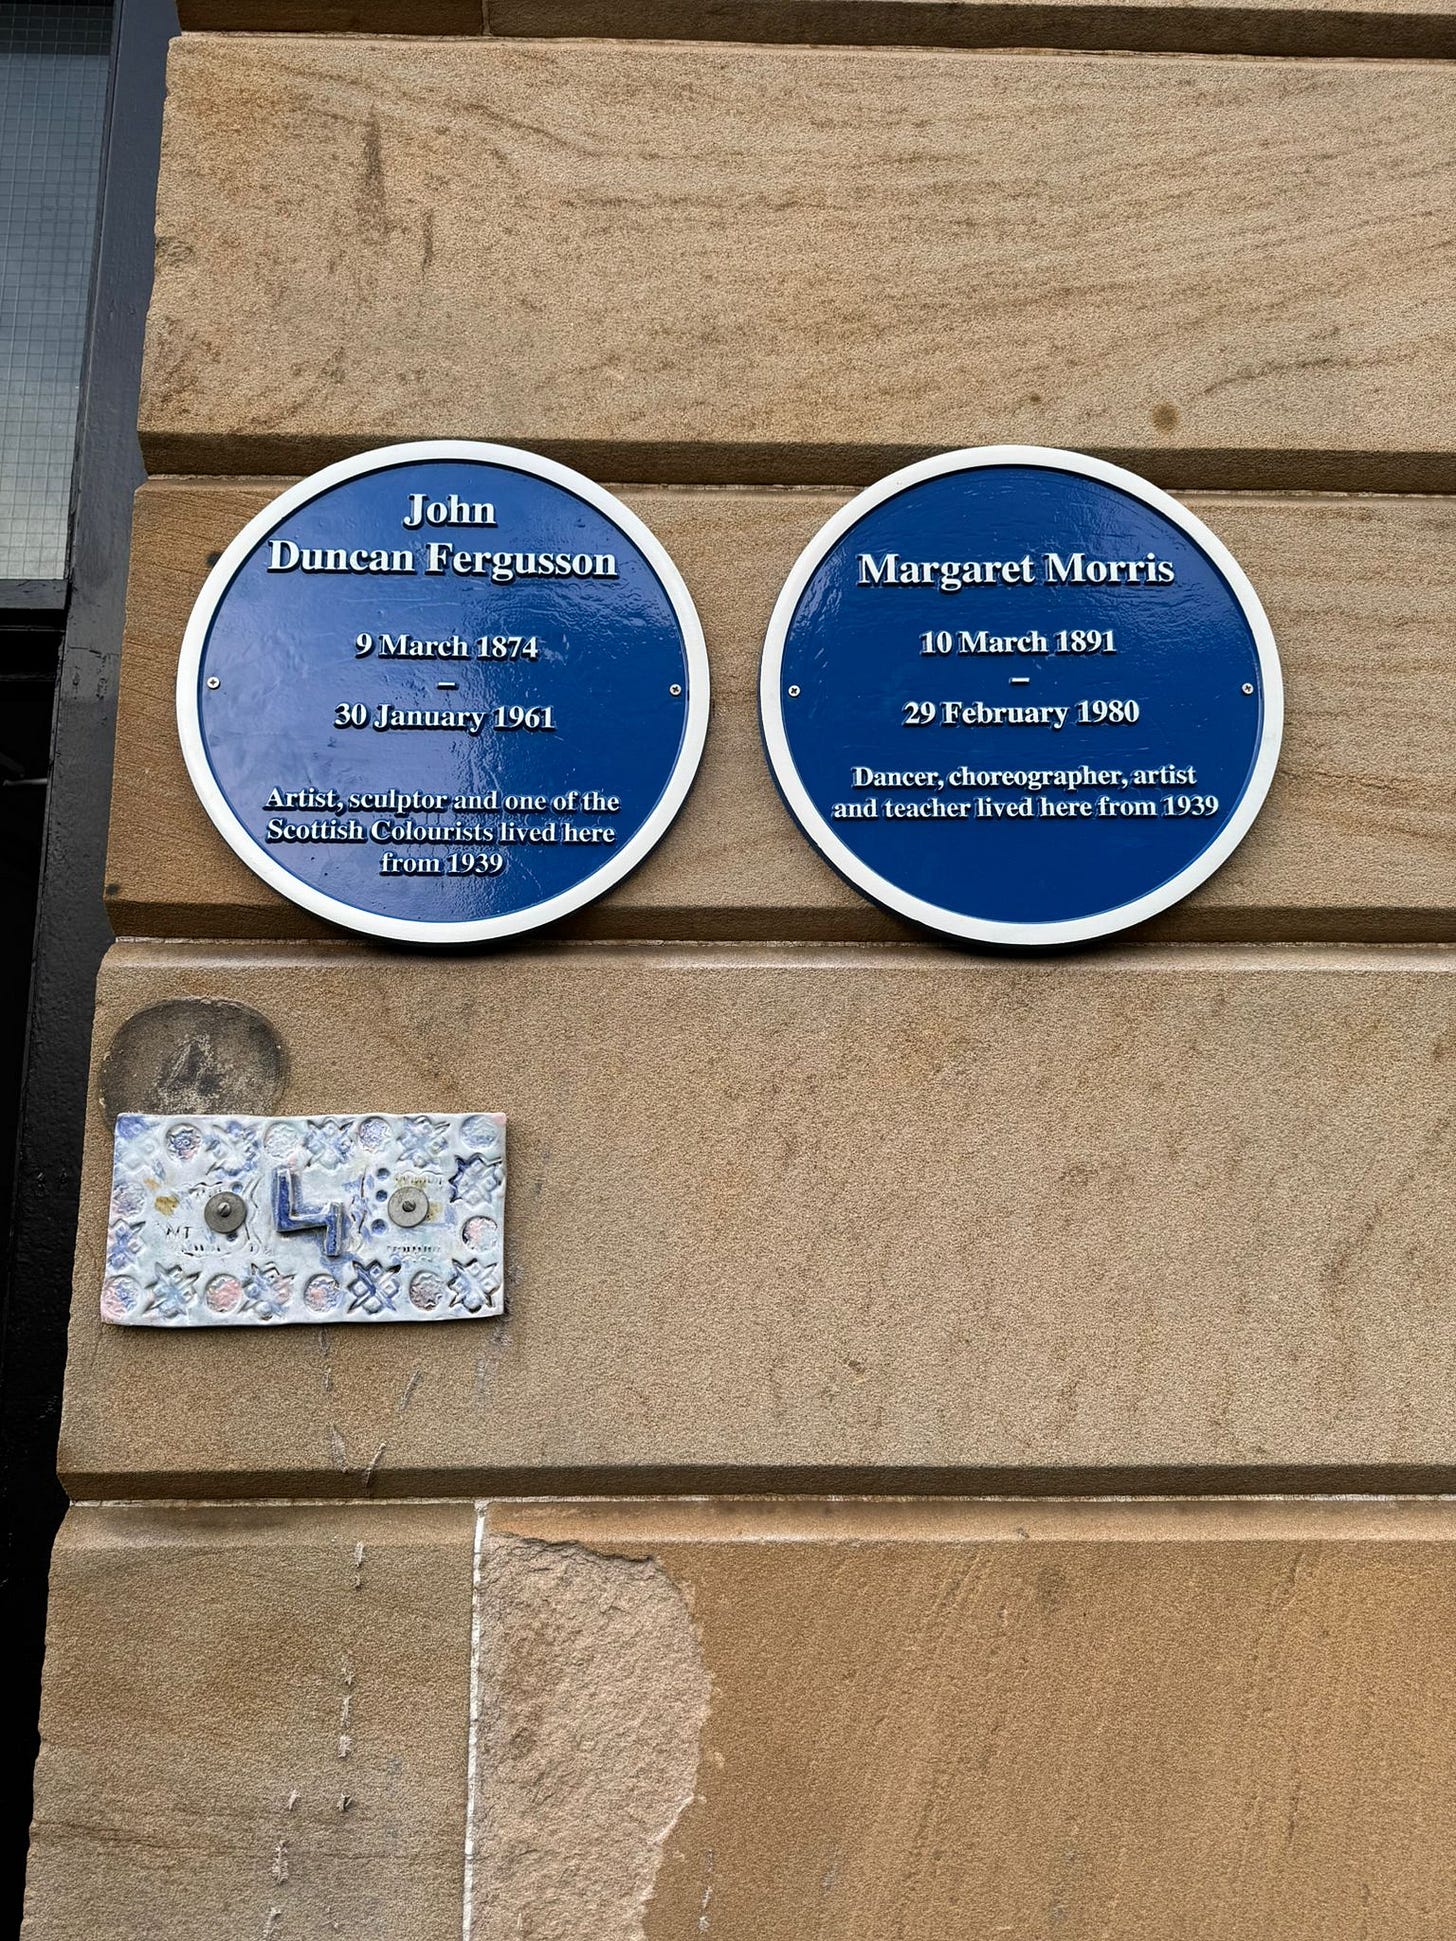 John
Duncan Fergusson
9 March 1874
–
30 January 1961
Artist, sculptor and one of the
Scottish Colourists lived here
from 1939
Margaret Morris
10 March 1891
–
29 February 1980
Dancer, choreographer, artist
and teacher lived here from 1939
4